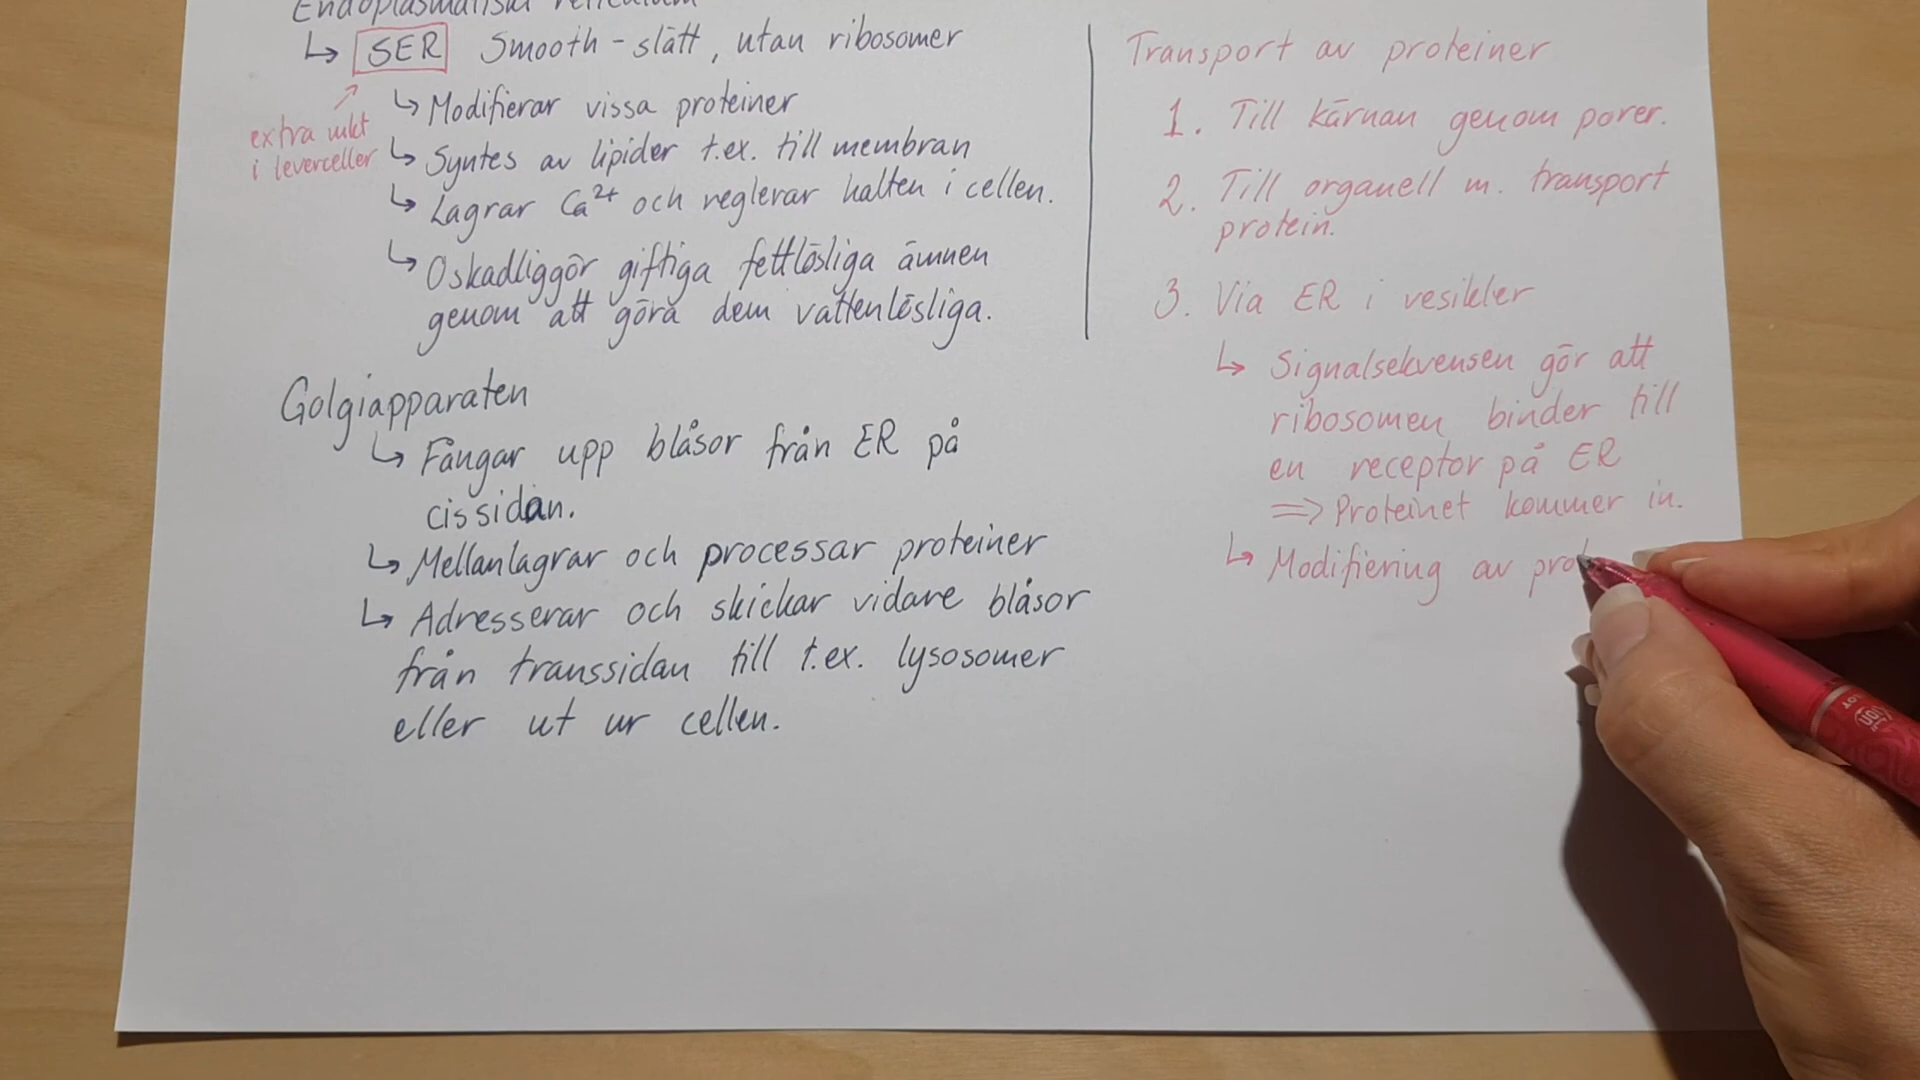 Endoplasmatiskt retikulum
↳ SER Smooth - slätt, utan ribosomer
extra mkt
i leverceller
↳ Modifierar vissa proteiner
↳ Syntes av lipider t.ex. till membran
↳ Lagrar Ca²⁺ och reglerar halten i cellen.
↳ Oskadliggör giftiga fettlösliga ämnen
genom att göra dem vattenlösliga.
Golgiapparaten
↳ Fångar upp blåsor från ER på
cissidan.
↳ Mellanlagrar och processar proteiner
↳ Adresserar och skickar vidare blåsor
från transsidan till t.ex. lysosomer
eller ut ur cellen.
Transport av proteiner
1. Till kärnan genom porer.
2. Till organell m. transport
protein.
3. Via ER i vesikler
↳ Signalsekvensen gör att
ribosomen binder till
en receptor på ER
⇒ Proteinet kommer in.
↳ Modifiering av prot